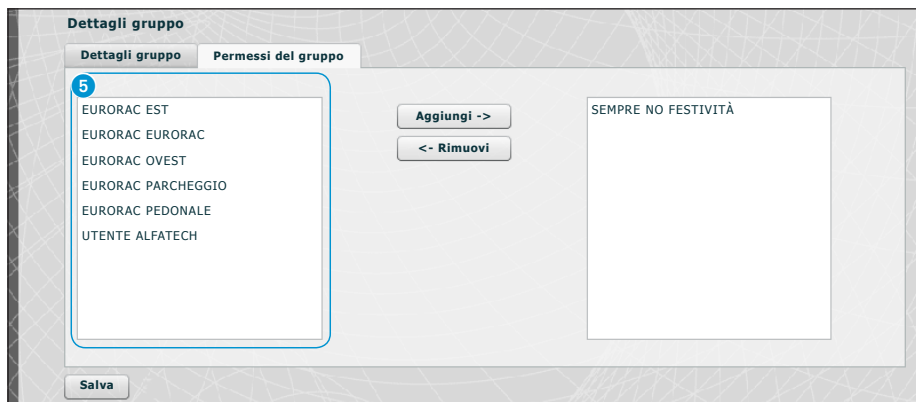 Dettagli gruppo
Dettagli gruppo
Permessi del gruppo
5
EURORAC EST
EURORAC EURORAC
EURORAC OVEST
EURORAC PARCHEGGIO
EURORAC PEDONALE
UTENTE ALFATECH
Aggiungi ->
<- Rimuovi
SEMPRE NO FESTIVITÀ
Salva